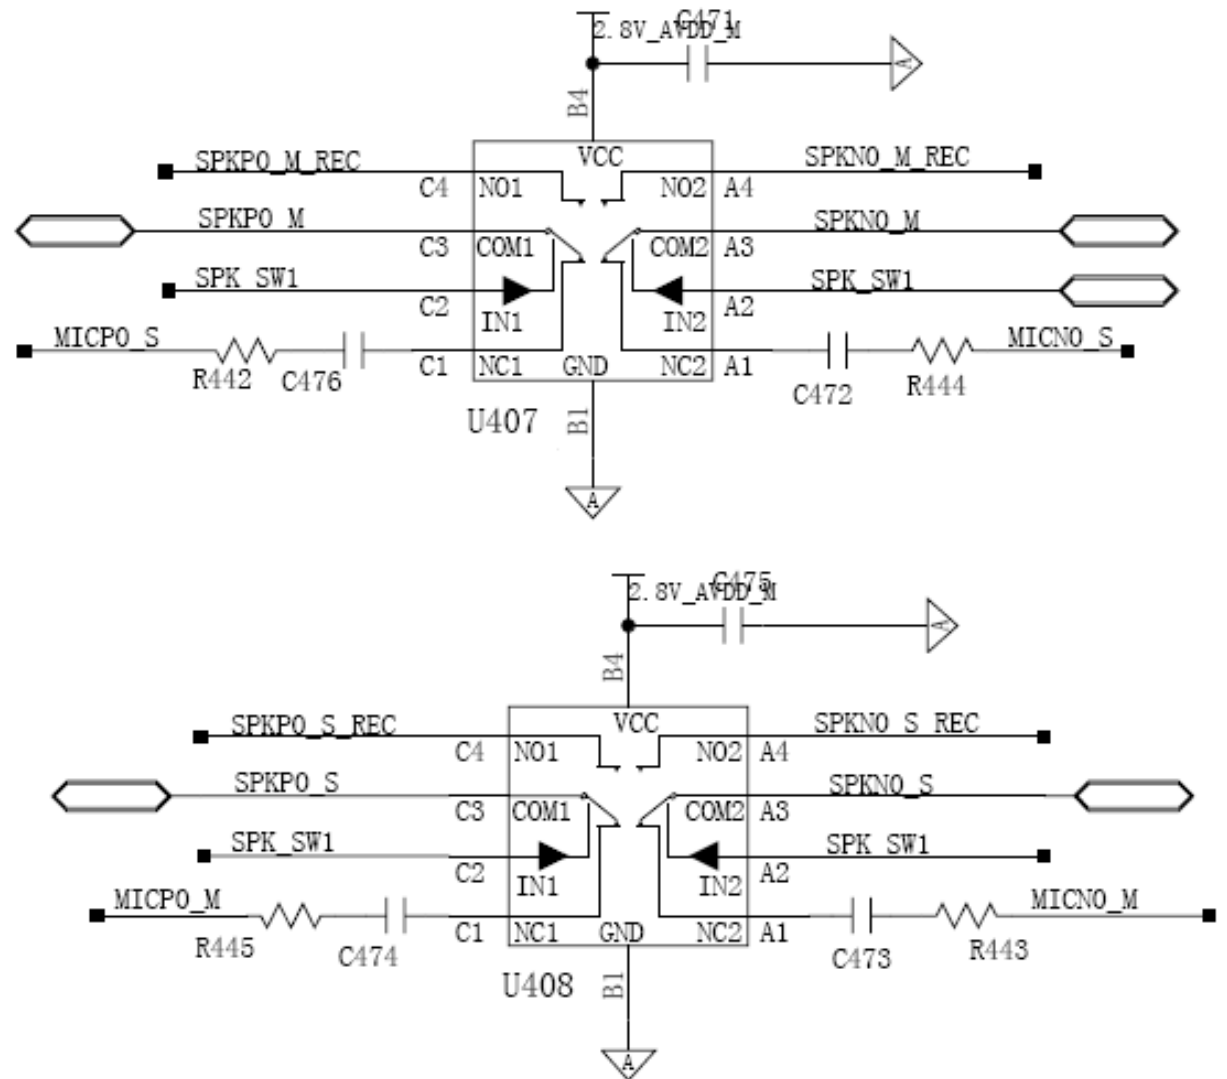 C471
2.8V_AVDD_M
A
B4
SPKP0_M_REC
VCC
SPKN0_M_REC
C4 NO1 NO2 A4
SPKP0_M
SPKN0_M
C3 COM1 COM2 A3
SPK_SW1
SPK_SW1
C2 IN1 IN2 A2
MICP0_S
MICN0_S
R442 C476 C1 NC1 GND NC2 A1 C472 R444
U407
B1
A
C475
2.8V_AVDD_M
A
B4
SPKP0_S_REC
VCC
SPKN0_S_REC
C4 NO1 NO2 A4
SPKP0_S
SPKN0_S
C3 COM1 COM2 A3
SPK_SW1
SPK_SW1
C2 IN1 IN2 A2
MICP0_M
MICN0_M
R445 C474 C1 NC1 GND NC2 A1 C473 R443
U408
B1
A